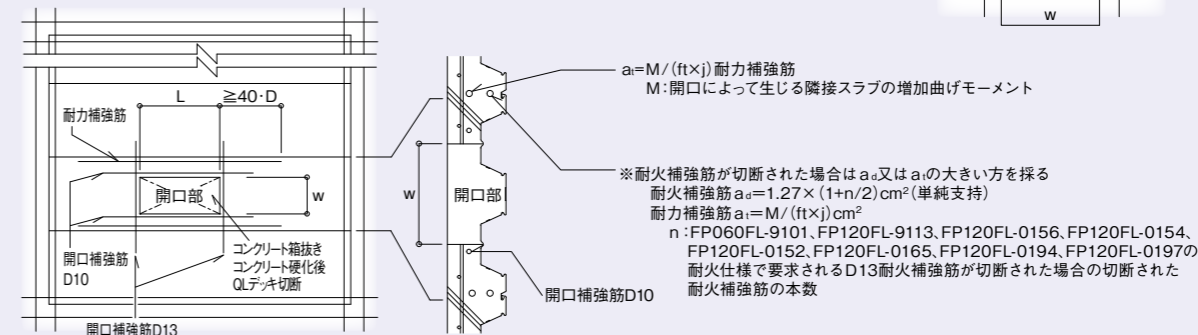 w
L
≧40·D
耐力補強筋
開口部
w
コンクリート箱抜き
コンクリート硬化後
QLデッキ切断
開口補強筋
D10
開口補強筋D13
w
開口部
開口補強筋D10
at=M/(ft×j)耐力補強筋
M:開口によって生じる隣接スラブの増加曲げモーメント
※耐火補強筋が切断された場合はad又はatの大きい方を採る
耐火補強筋ad=1.27×(1+n/2)cm²(単純支持)
耐力補強筋at=M/(ft×j)cm²
n:FP060FL-9101、FP120FL-9113、FP120FL-0156、FP120FL-0154、
FP120FL-0152、FP120FL-0165、FP120FL-0194、FP120FL-0197の
耐火仕様で要求されるD13耐火補強筋が切断された場合の切断された
耐火補強筋の本数